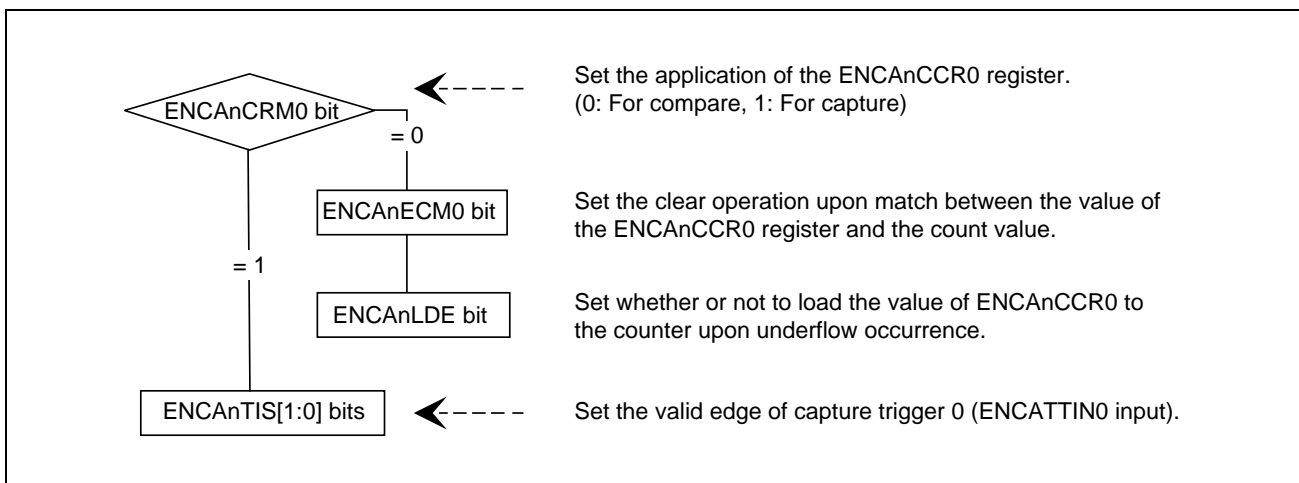 ENCAnCRM0 bit
Set the application of the ENCAnCCR0 register.
(0: For compare, 1: For capture)
= 0
ENCAnECM0 bit
Set the clear operation upon match between the value of
the ENCAnCCR0 register and the count value.
= 1
ENCAnLDE bit
Set whether or not to load the value of ENCAnCCR0 to
the counter upon underflow occurrence.
ENCAnTIS[1:0] bits
Set the valid edge of capture trigger 0 (ENCATTIN0 input).